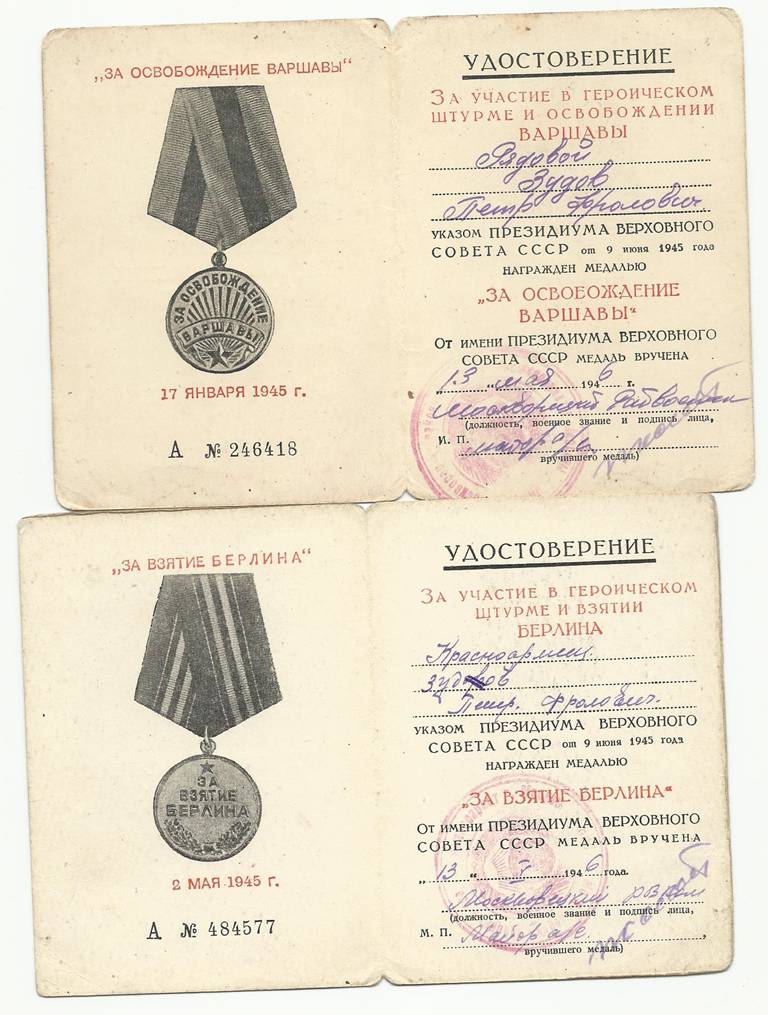 „ЗА ОСВОБОЖДЕНИЕ ВАРШАВЫ"
ЗА ОСВОБОЖДЕНИЕ
ВАРШАВЫ
17 ЯНВАРЯ 1945 г.
А № 246418
УДОСТОВЕРЕНИЕ
ЗА УЧАСТИЕ В ГЕРОИЧЕСКОМ
ШТУРМЕ И ОСВОБОЖДЕНИИ
ВАРШАВЫ
Рядовой
Зудов
Петр Фролович
УКАЗОМ ПРЕЗИДИУМА ВЕРХОВНОГО
СОВЕТА СССР от 9 июня 1945 года
НАГРАЖДЕН МЕДАЛЬЮ
„ЗА ОСВОБОЖДЕНИЕ
ВАРШАВЫ"
От имени ПРЕЗИДИУМА ВЕРХОВНОГО
СОВЕТА СССР МЕДАЛЬ ВРУЧЕНА
„13 " мая 1946 г.
(должность, военное звание и подпись лица,
М. П. майор а/с
вручившего медаль)
„ЗА ВЗЯТИЕ БЕРЛИНА"
ЗА
ВЗЯТИЕ
БЕРЛИНА
2 МАЯ 1945 г.
А № 484577
УДОСТОВЕРЕНИЕ
ЗА УЧАСТИЕ В ГЕРОИЧЕСКОМ
ШТУРМЕ И ВЗЯТИИ
БЕРЛИНА
Красноармеец
Зудов
Петр Фролович
УКАЗОМ ПРЕЗИДИУМА ВЕРХОВНОГО
СОВЕТА СССР от 9 июня 1945 года
НАГРАЖДЕН МЕДАЛЬЮ
„ЗА ВЗЯТИЕ БЕРЛИНА"
От имени ПРЕЗИДИУМА ВЕРХОВНОГО
СОВЕТА СССР МЕДАЛЬ ВРУЧЕНА
„13 " V 1946 года.
(должность, военное звание и подпись лица,
М. П. Майор а/с
вручившего медаль)